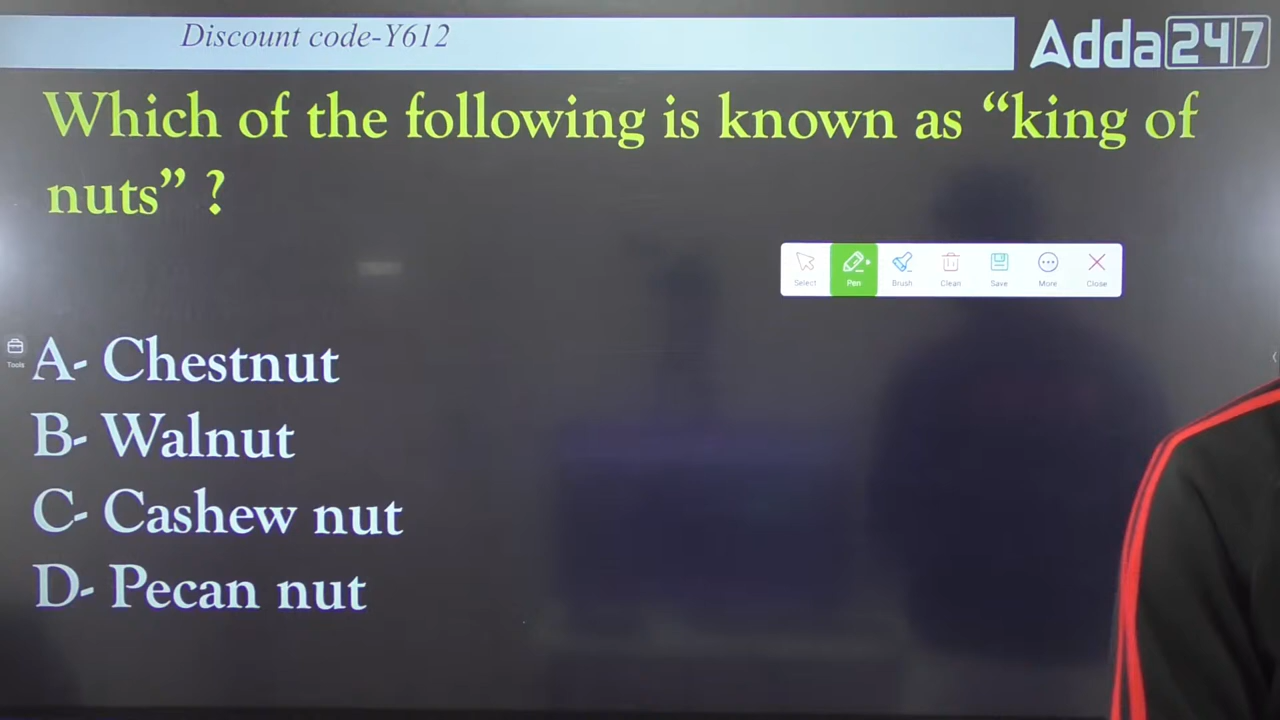 Discount code-Y612
Adda247
Which of the following is known as “king of
nuts” ?
Select
Pen
Brush
Clean
Save
More
Close
Tools
A- Chestnut
B- Walnut
C- Cashew nut
D- Pecan nut